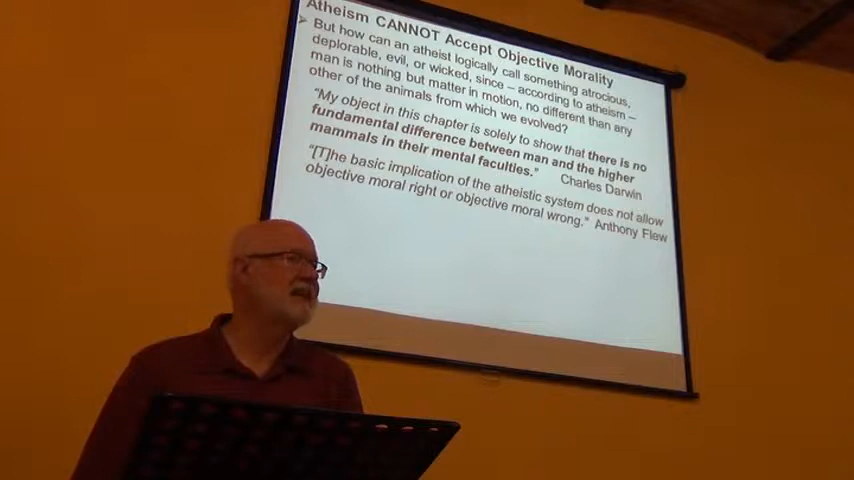 Atheism CANNOT Accept Objective Morality
➢ But how can an atheist logically call something atrocious,
deplorable, evil, or wicked, since – according to atheism –
man is nothing but matter in motion, no different than any
other of the animals from which we evolved?
"My object in this chapter is solely to show that there is no
fundamental difference between man and the higher
mammals in their mental faculties." Charles Darwin
"[T]he basic implication of the atheistic system does not allow
objective moral right or objective moral wrong." Anthony Flew